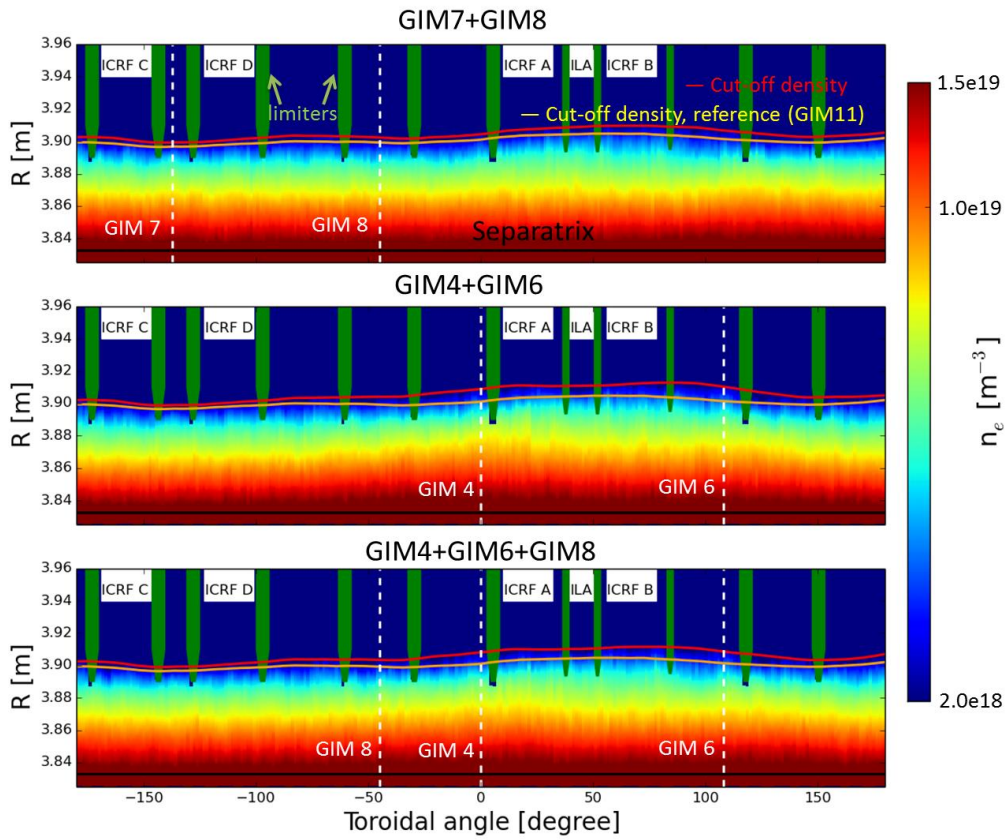 GIM7+GIM8
3.96
3.94
3.92
3.90
3.88
3.86
3.84
R [m]
ICRF C
ICRF D
limiters
ICRF A
ILA
ICRF B
— Cut-off density
— Cut-off density, reference (GIM11)
GIM 7
GIM 8
Separatrix
GIM4+GIM6
3.96
3.94
3.92
3.90
3.88
3.86
3.84
R [m]
ICRF C
ICRF D
ICRF A
ILA
ICRF B
GIM 4
GIM 6
GIM4+GIM6+GIM8
3.96
3.94
3.92
3.90
3.88
3.86
3.84
R [m]
ICRF C
ICRF D
ICRF A
ILA
ICRF B
GIM 8
GIM 4
GIM 6
−150
−100
−50
0
50
100
150
Toroidal angle [degree]
1.5e19
1.0e19
2.0e18
n_e [m⁻³]